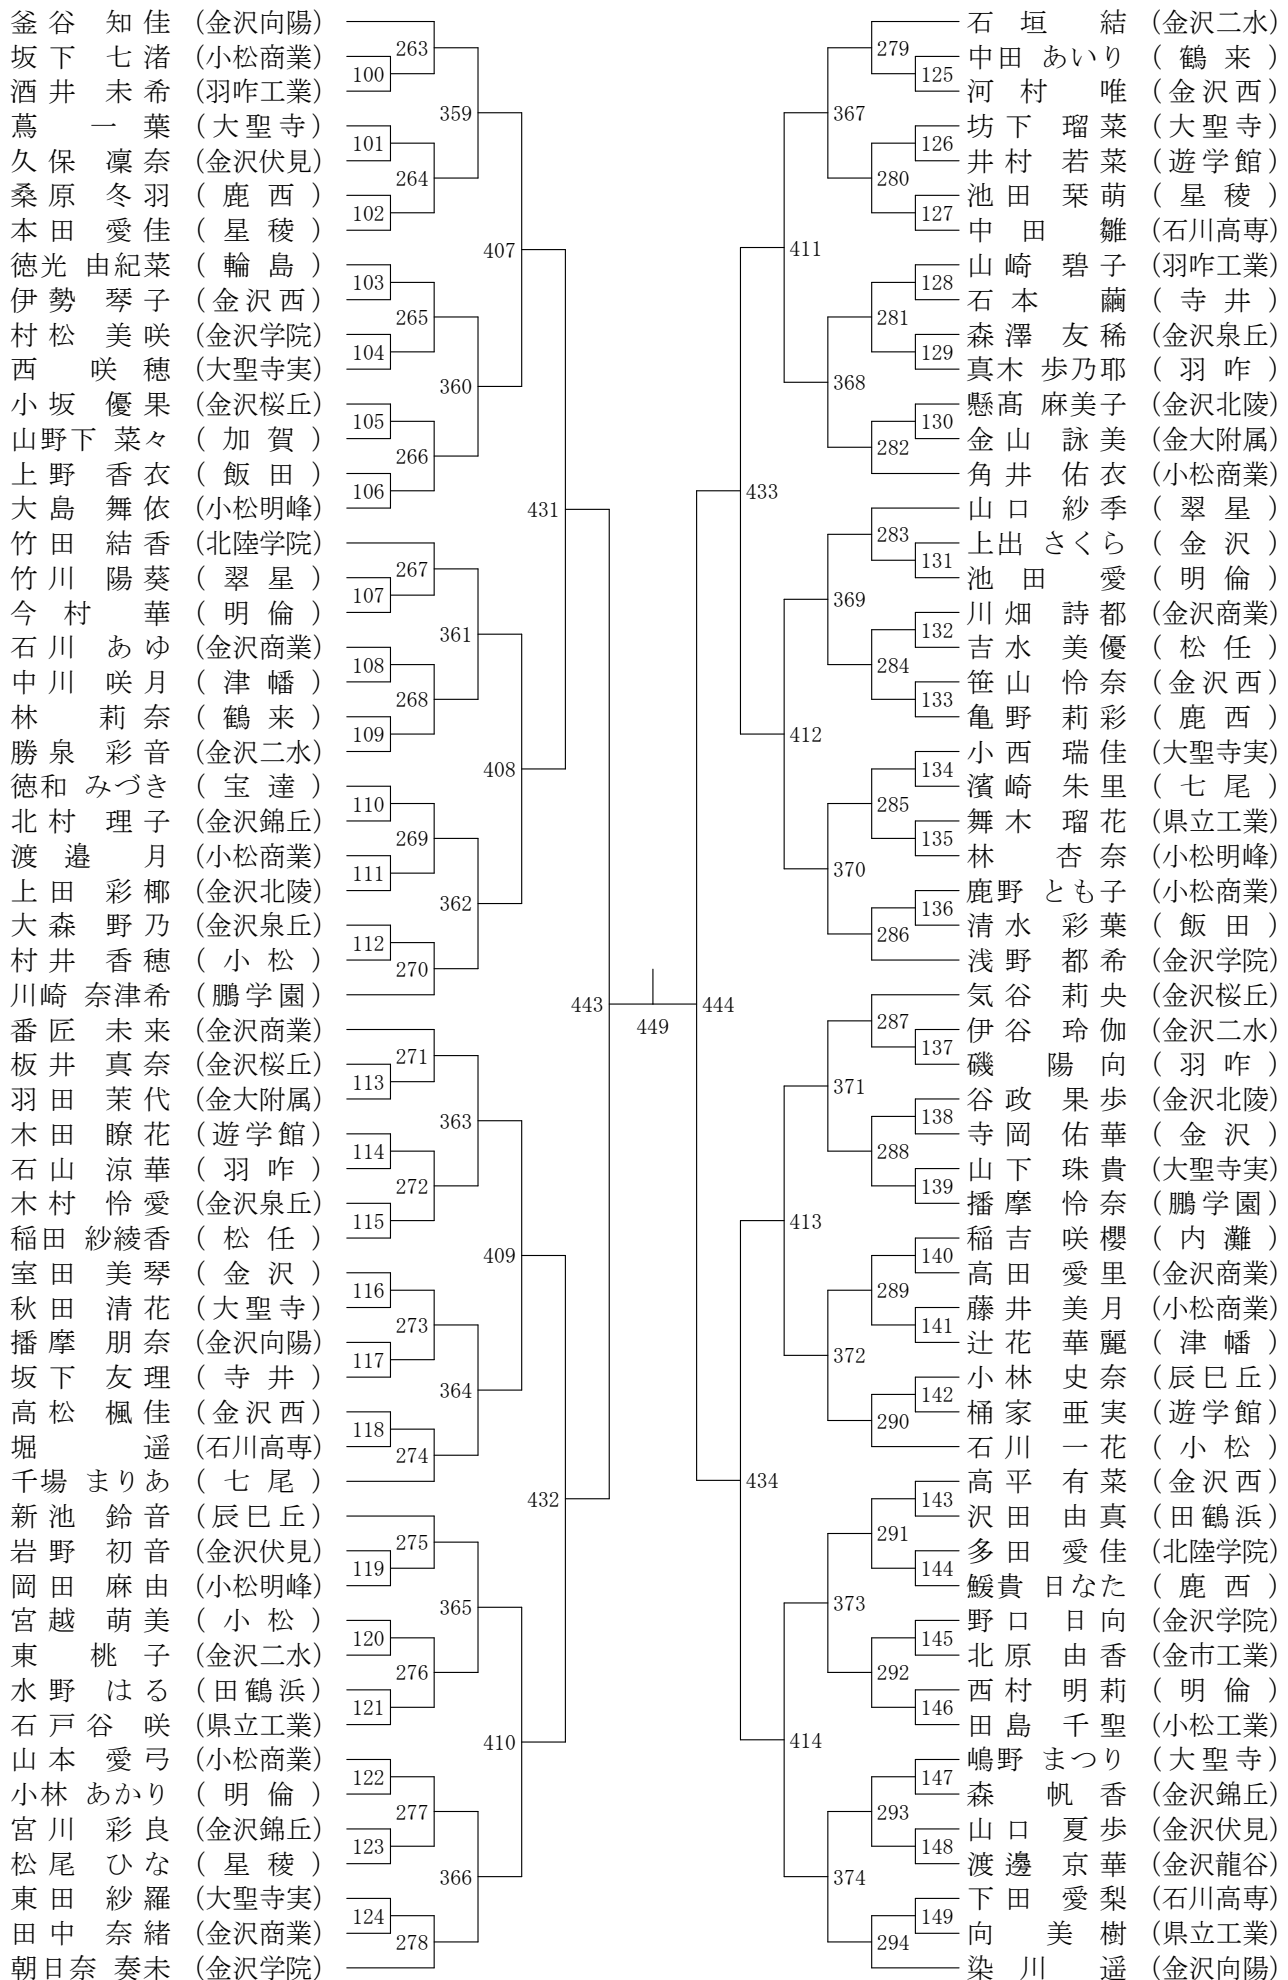 釜谷 知佳 (金沢向陽)
坂下 七渚 (小松商業)
酒井 未希 (羽咋工業)
蔦 一葉 (大聖寺)
久保 凜奈 (金沢伏見)
桑原 冬羽 (鹿西)
本田 愛佳 (星稜)
徳光 由紀菜 (輪島)
伊勢 琴子 (金沢西)
村松 美咲 (金沢学院)
西 咲穂 (大聖寺実)
小坂 優果 (金沢桜丘)
山野下 菜々 (加賀)
上野 香衣 (飯田)
大島 舞依 (小松明峰)
竹田 結香 (北陸学院)
竹川 陽葵 (翠星)
今村 華 (明倫)
石川 あゆ (金沢商業)
中川 咲月 (津幡)
林 莉奈 (鶴来)
勝泉 彩音 (金沢二水)
徳和 みづき (宝達)
北村 理子 (金沢錦丘)
渡邉 月 (小松商業)
上田 彩椰 (金沢北陵)
大森 野乃 (金沢泉丘)
村井 香穂 (小松)
川崎 奈津希 (鵬学園)
番匠 未来 (金沢商業)
板井 真奈 (金沢桜丘)
羽田 茉代 (金大附属)
木田 瞭花 (遊学館)
石山 涼華 (羽咋)
木村 怜愛 (金沢泉丘)
稲田 紗綾香 (松任)
室田 美琴 (金沢)
秋田 清花 (大聖寺)
播摩 朋奈 (金沢向陽)
坂下 友理 (寺井)
高松 楓佳 (金沢西)
堀 遥 (石川高専)
千場 まりあ (七尾)
新池 鈴音 (辰巳丘)
岩野 初音 (金沢伏見)
岡田 麻由 (小松明峰)
宮越 萌美 (小松)
東 桃子 (金沢二水)
水野 はる (田鶴浜)
石戸谷 咲 (県立工業)
山本 愛弓 (小松商業)
小林 あかり (明倫)
宮川 彩良 (金沢錦丘)
松尾 ひな (星稜)
東田 紗羅 (大聖寺実)
田中 奈緒 (金沢商業)
朝日奈 奏未 (金沢学院)
100
101
102
103
104
105
106
107
108
109
110
111
112
113
114
115
116
117
118
119
120
121
122
123
124
263
264
265
266
267
268
269
270
271
272
273
274
275
276
277
278
359
360
361
362
363
364
365
366
407
408
409
410
431
432
443
449
444
433
434
411
412
413
414
367
368
369
370
371
372
373
374
279
280
281
282
283
284
285
286
287
288
289
290
291
292
293
294
125
126
127
128
129
130
131
132
133
134
135
136
137
138
139
140
141
142
143
144
145
146
147
148
149
石垣 結 (金沢二水)
中田 あいり (鶴来)
河村 唯 (金沢西)
坊下 瑠菜 (大聖寺)
井村 若菜 (遊学館)
池田 栞萌 (星稜)
中田 雛 (石川高専)
山崎 碧子 (羽咋工業)
石本 繭 (寺井)
森澤 友稀 (金沢泉丘)
真木 歩乃耶 (羽咋)
懸髙 麻美子 (金沢北陵)
金山 詠美 (金大附属)
角井 佑衣 (小松商業)
山口 紗季 (翠星)
上出 さくら (金沢)
池田 愛 (明倫)
川畑 詩都 (金沢商業)
吉水 美優 (松任)
笹山 怜奈 (金沢西)
亀野 莉彩 (鹿西)
小西 瑞佳 (大聖寺実)
濱崎 朱里 (七尾)
舞木 瑠花 (県立工業)
林 杏奈 (小松明峰)
鹿野 とも子 (小松商業)
清水 彩葉 (飯田)
浅野 都希 (金沢学院)
気谷 莉央 (金沢桜丘)
伊谷 玲伽 (金沢二水)
磯 陽向 (羽咋)
谷政 果歩 (金沢北陵)
寺岡 佑華 (金沢)
山下 珠貴 (大聖寺実)
播摩 怜奈 (鵬学園)
稲吉 咲櫻 (内灘)
高田 愛里 (金沢商業)
藤井 美月 (小松商業)
辻花 華麗 (津幡)
小林 史奈 (辰巳丘)
桶家 亜実 (遊学館)
石川 一花 (小松)
高平 有菜 (金沢西)
沢田 由真 (田鶴浜)
多田 愛佳 (北陸学院)
鰀貴 日なた (鹿西)
野口 日向 (金沢学院)
北原 由香 (金市工業)
西村 明莉 (明倫)
田島 千聖 (小松工業)
嶋野 まつり (大聖寺)
森 帆香 (金沢錦丘)
山口 夏歩 (金沢伏見)
渡邊 京華 (金沢龍谷)
下田 愛梨 (石川高専)
向 美樹 (県立工業)
染川 遥 (金沢向陽)